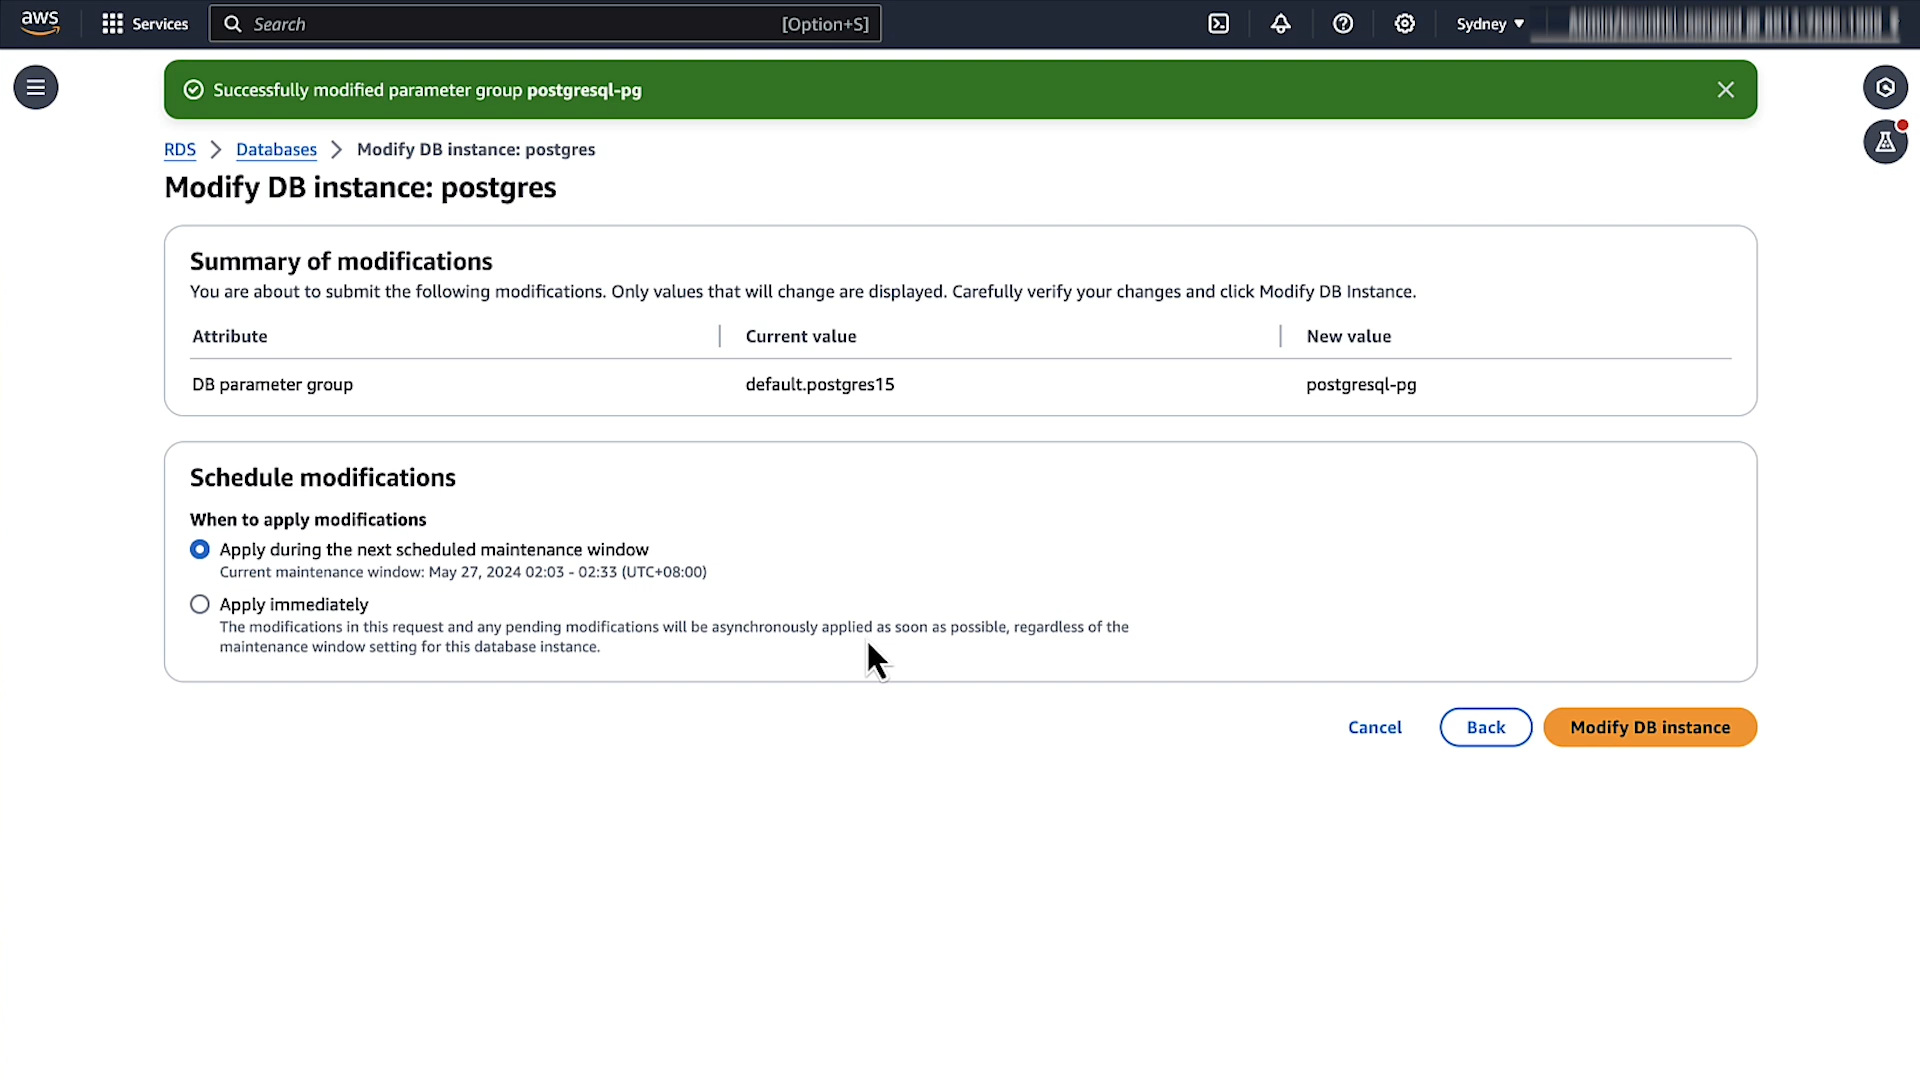 aws
Services
Search
[Option+S]
Sydney
Successfully modified parameter group postgresql-pg
RDS
Databases
Modify DB instance: postgres
Modify DB instance: postgres
Summary of modifications
You are about to submit the following modifications. Only values that will change are displayed. Carefully verify your changes and click Modify DB Instance.
Attribute
Current value
New value
DB parameter group
default.postgres15
postgresql-pg
Schedule modifications
When to apply modifications
Apply during the next scheduled maintenance window
Current maintenance window: May 27, 2024 02:03 - 02:33 (UTC+08:00)
Apply immediately
The modifications in this request and any pending modifications will be asynchronously applied as soon as possible, regardless of the
maintenance window setting for this database instance.
Cancel
Back
Modify DB instance